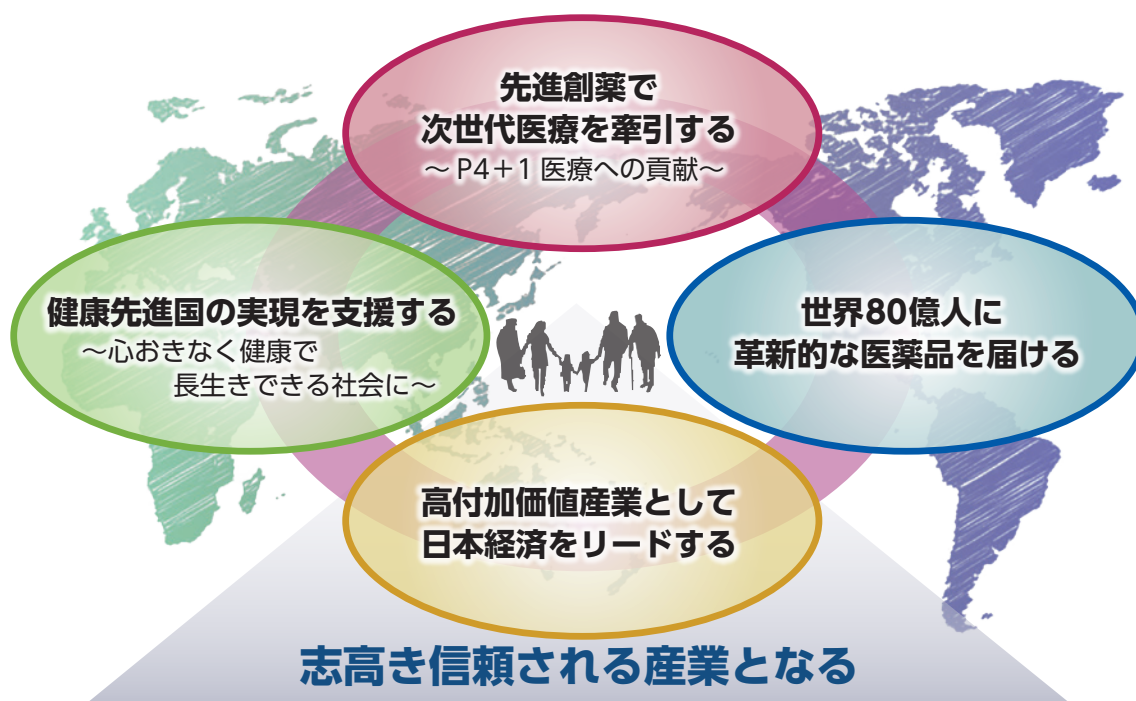 先進創薬で
次世代医療を牽引する
～P4＋1 医療への貢献～
健康先進国の実現を支援する
～心おきなく健康で
長生きできる社会に～
世界80億人に
革新的な医薬品を届ける
高付加価値産業として
日本経済をリードする
志高き信頼される産業となる